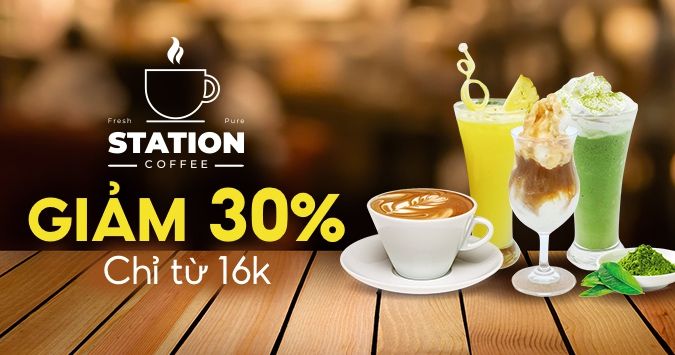 Fresh Pure
STATION
COFFEE
GIẢM 30%
Chỉ từ 16k